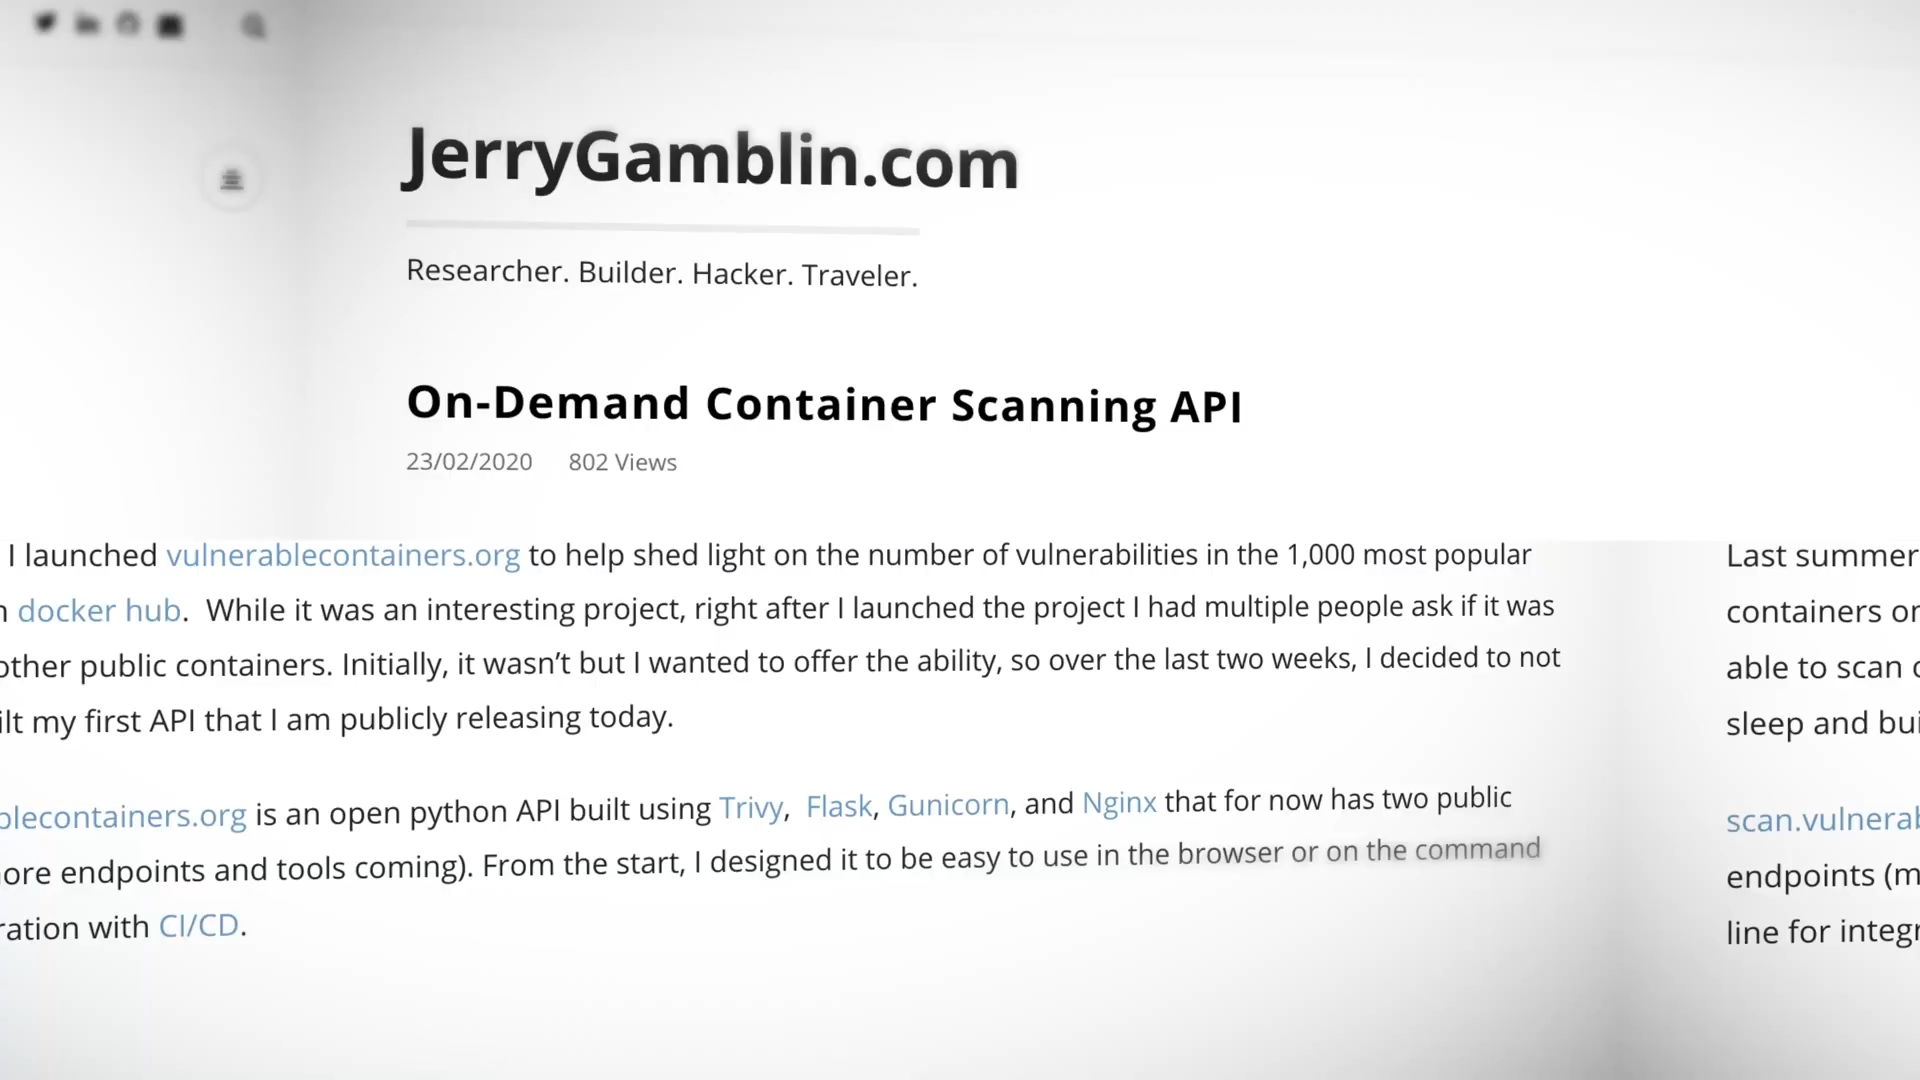 JerryGamblin.com
Researcher. Builder. Hacker. Traveler.
On-Demand Container Scanning API
23/02/2020 802 Views
I launched vulnerablecontainers.org to help shed light on the number of vulnerabilities in the 1,000 most popular
n docker hub. While it was an interesting project, right after I launched the project I had multiple people ask if it was
other public containers. Initially, it wasn’t but I wanted to offer the ability, so over the last two weeks, I decided to not
ilt my first API that I am publicly releasing today.
blecontainers.org is an open python API built using Trivy, Flask, Gunicorn, and Nginx that for now has two public
ore endpoints and tools coming). From the start, I designed it to be easy to use in the browser or on the command
ration with CI/CD.
Last summer
containers or
able to scan o
sleep and bui
scan.vulnerab
endpoints (m
line for integr